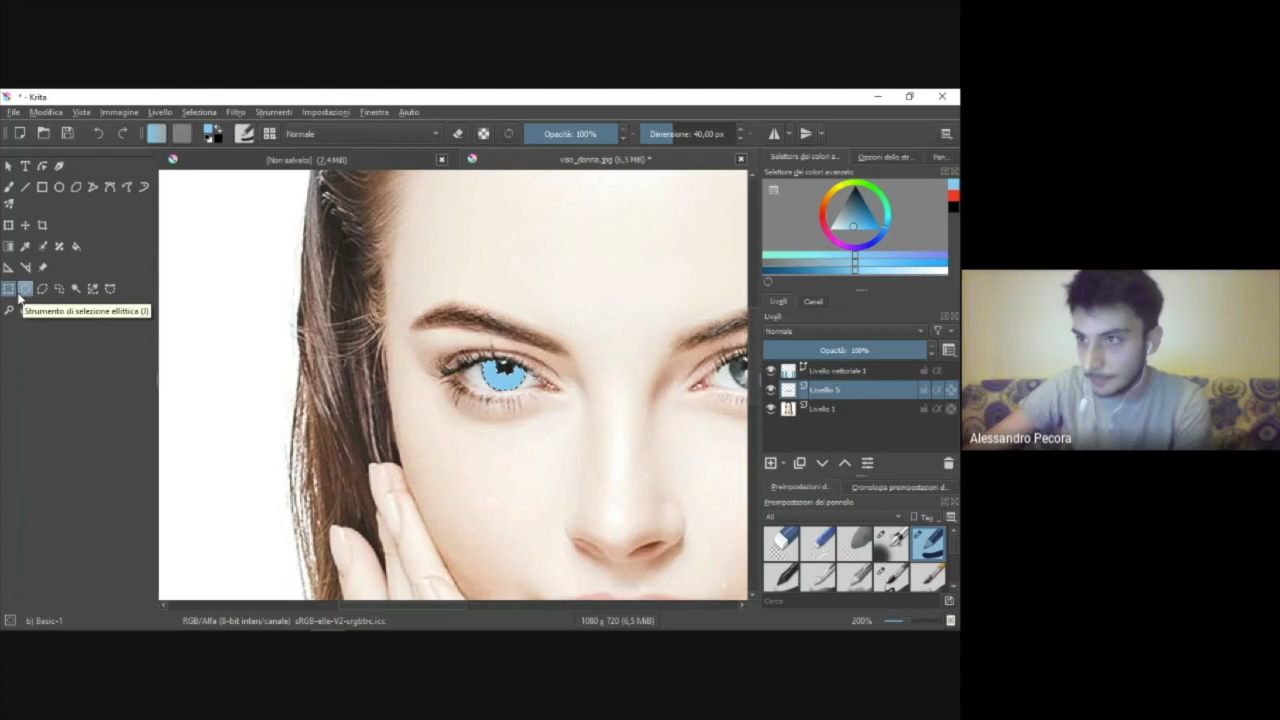 * - Krita
File Modifica Vista Immagine Livello Seleziona Filtro Strumenti Impostazioni Finestra Aiuto
Normale Opacità: 100% Dimensione: 40,00 px
[Non salvato] (7,4 MiB) viso_donna.jpg (6,5 MiB) * Selettore dei colori a... Opzioni dello str... Pan...
Selettore dei colori avanzato
Strumento di selezione ellittica (J)
Livelli Canali
Livelli
Normale
Opacità: 100%
Livello vettoriale 1
Livello 5
Livello 1
Alessandro Pecora
Preimpostazioni d... Cronologia preimpostazioni d...
Preimpostazioni del pennello
All Tag
Cerca
b) Basic-1 RGB/Alfa (8-bit interi/canale) sRGB-elle-V2-srgbtrc.icc 1080 x 720 (6,5 MiB) 200%